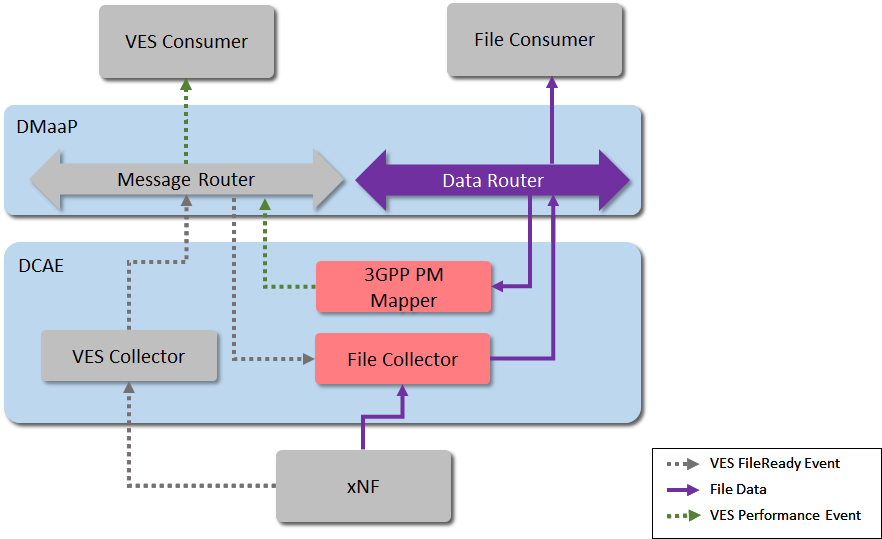 VES Consumer
File Consumer
DMaaP
Message Router
Data Router
DCAE
3GPP PM
Mapper
VES Collector
File Collector
xNF
VES FileReady Event
File Data
VES Performance Event